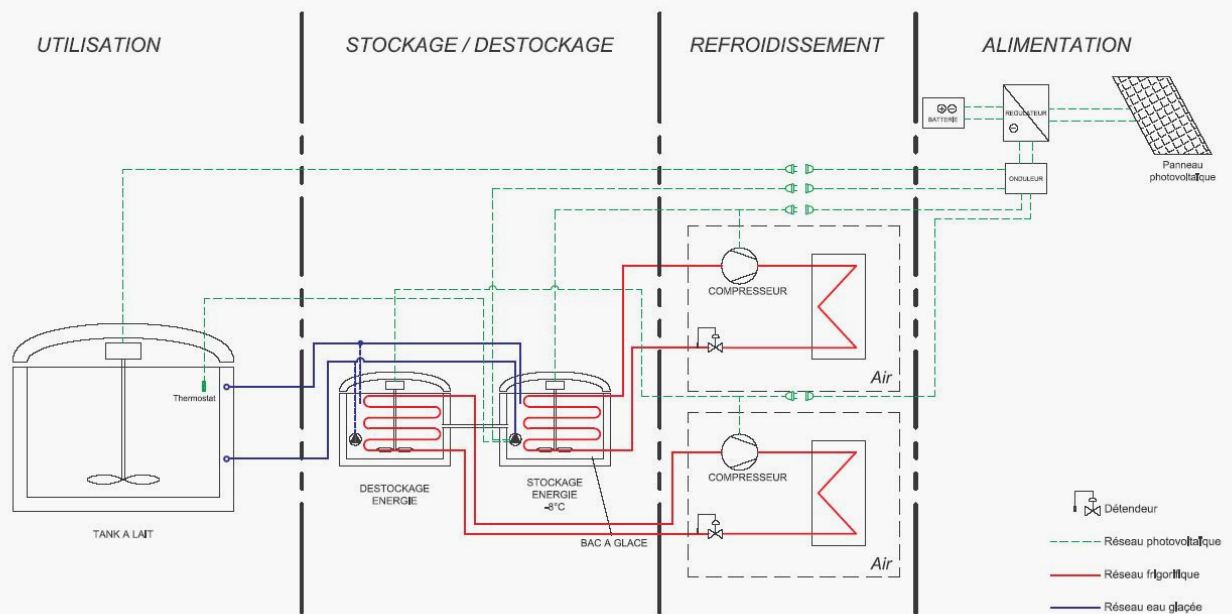 UTILISATION
STOCKAGE / DESTOCKAGE
REFROIDISSEMENT
ALIMENTATION
BATTERIE
REGULATEUR
ONDULEUR
Panneau
photovoltaïque
COMPRESSEUR
Air
Thermostat
TANK A LAIT
DESTOCKAGE
ENERGIE
STOCKAGE
ENERGIE
-8°C
BAC A GLACE
COMPRESSEUR
Air
Détendeur
Réseau photovoltaïque
Réseau frigorifique
Réseau eau glaçée